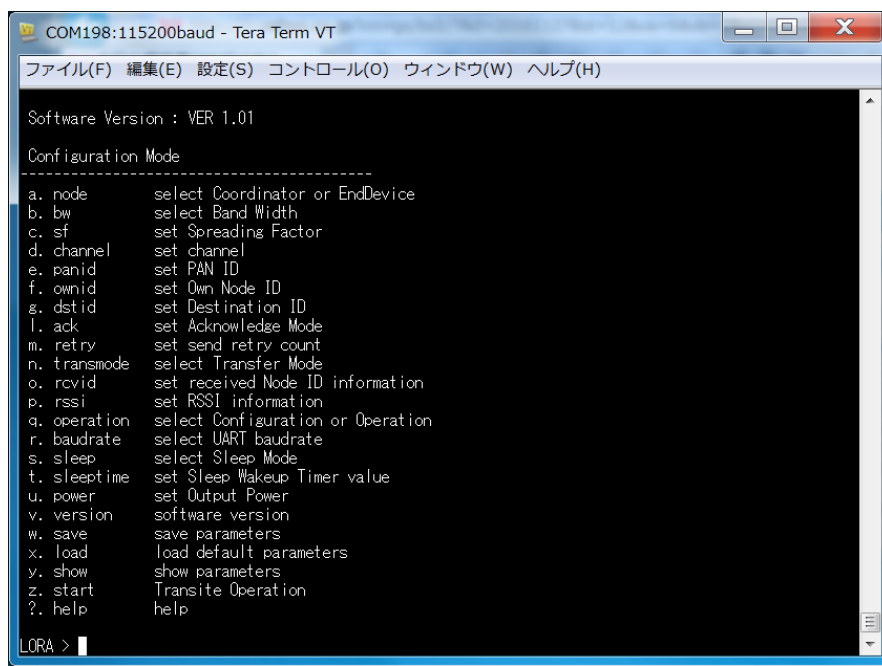 COM198:115200baud - Tera Term VT
ファイル(F) 編集(E) 設定(S) コントロール(O) ウィンドウ(W) ヘルプ(H)
Software Version : VER 1.01
Configuration Mode
------------------------------------------
a. node select Coordinator or EndDevice
b. bw select Band Width
c. sf set Spreading Factor
d. channel set channel
e. panid set PAN ID
f. ownid set Own Node ID
g. dstid set Destination ID
l. ack set Acknowledge Mode
m. retry set send retry count
n. transmode select Transfer Mode
o. rcvid set received Node ID information
p. rssi set RSSI information
q. operation select Configuration or Operation
r. baudrate select UART baudrate
s. sleep select Sleep Mode
t. sleeptime set Sleep Wakeup Timer value
u. power set Output Power
v. version software version
w. save save parameters
x. load load default parameters
y. show show parameters
z. start Transite Operation
?. help help
LORA >